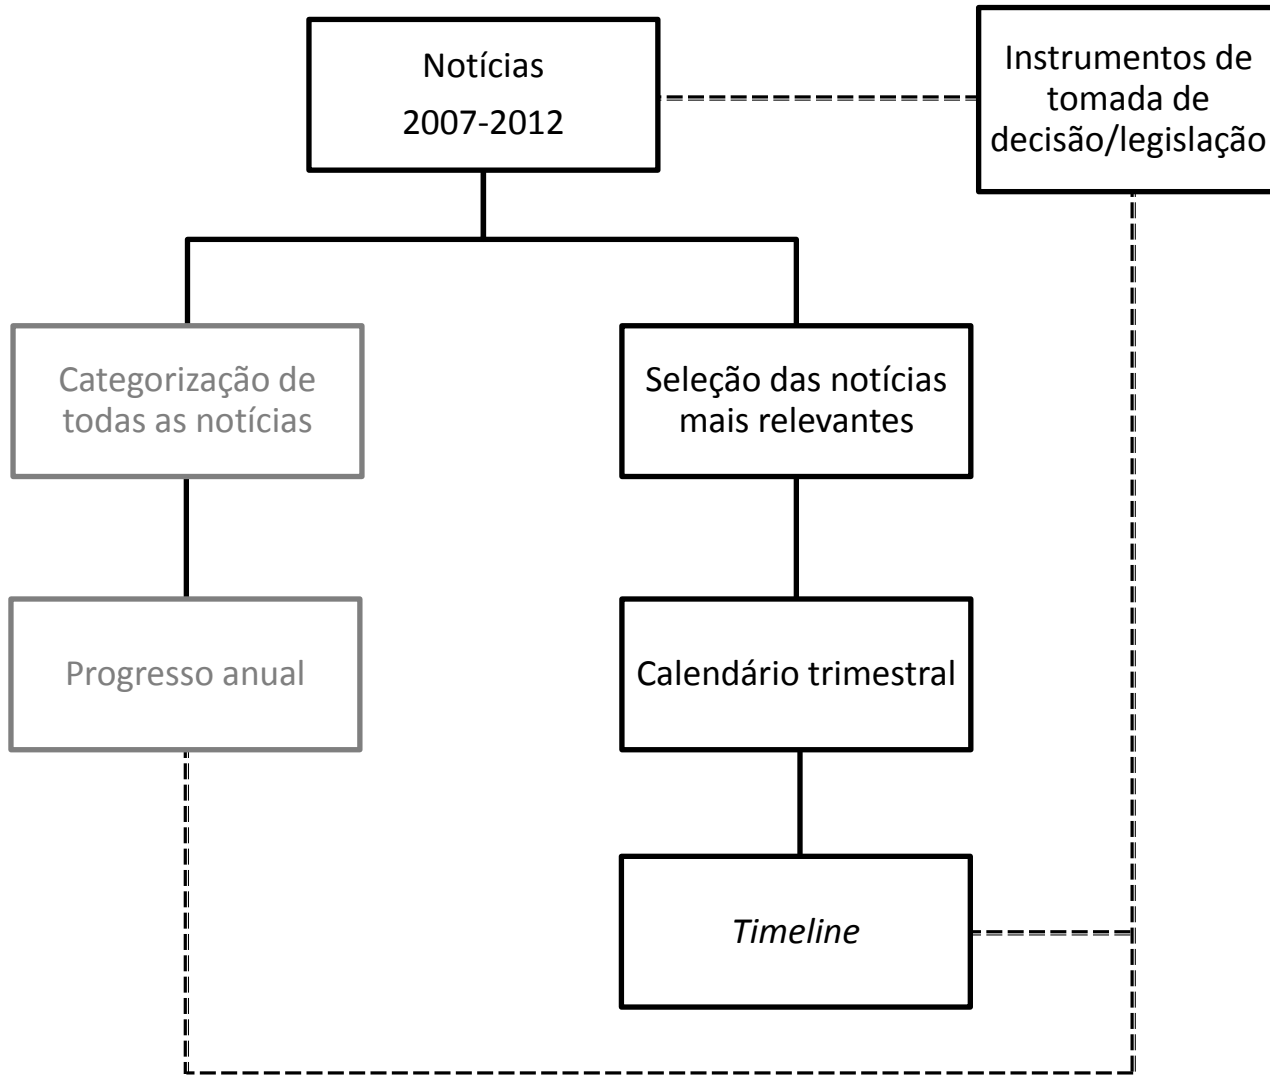 Notícias
2007-2012
Instrumentos de
tomada de
decisão/legislação
Categorização de
todas as notícias
Seleção das notícias
mais relevantes
Progresso anual
Calendário trimestral
Timeline